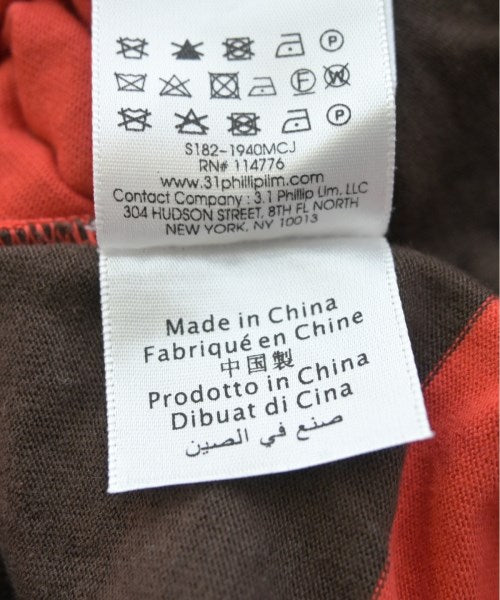 S182-1940MCJ
RN# 114776
www.31philliplim.com
Contact Company : 3.1 Phillip Lim, LLC
304 HUDSON STREET, 8TH FL NORTH
NEW YORK, NY 10013
Made in China
Fabriqué en Chine
中国製
Prodotto in China
Dibuat di Cina
صنع في الصين